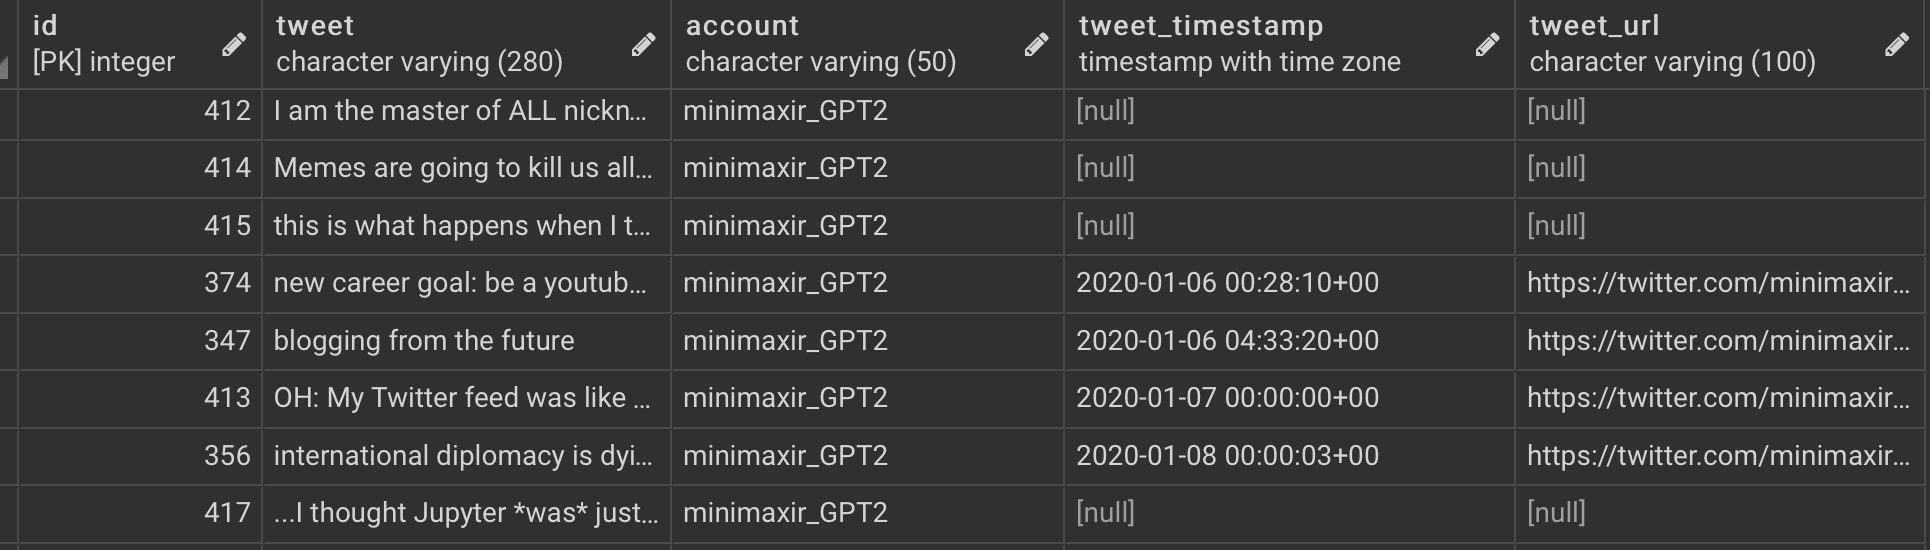 id tweet account tweet_timestamp tweet_url
[PK] integer character varying (280) character varying (50) timestamp with time zone character varying (100)
412 I am the master of ALL nickn... minimaxir_GPT2 [null] [null]
414 Memes are going to kill us all... minimaxir_GPT2 [null] [null]
415 this is what happens when I t... minimaxir_GPT2 [null] [null]
374 new career goal: be a youtub... minimaxir_GPT2 2020-01-06 00:28:10+00 https://twitter.com/minimaxir...
347 blogging from the future minimaxir_GPT2 2020-01-06 04:33:20+00 https://twitter.com/minimaxir...
413 OH: My Twitter feed was like ... minimaxir_GPT2 2020-01-07 00:00:00+00 https://twitter.com/minimaxir...
356 international diplomacy is dyi... minimaxir_GPT2 2020-01-08 00:00:03+00 https://twitter.com/minimaxir...
417 ...I thought Jupyter *was* just... minimaxir_GPT2 [null] [null]